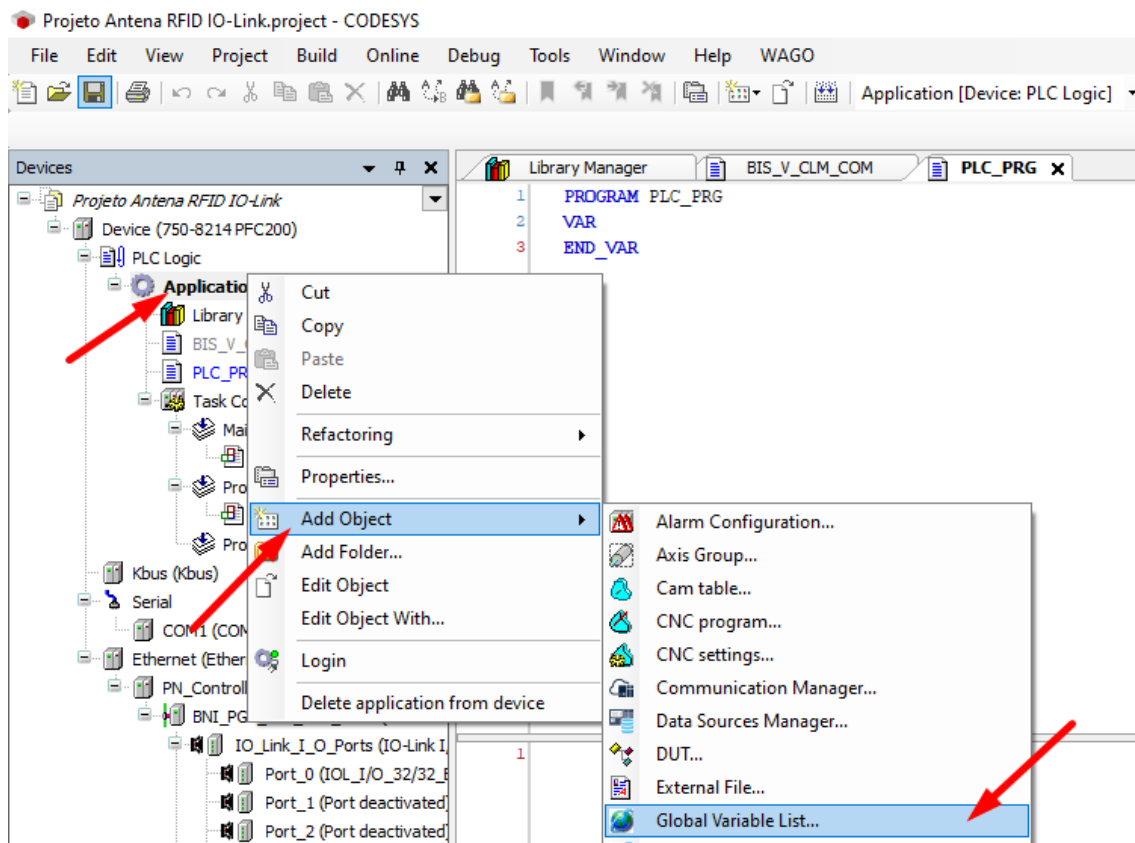 Projeto Antena RFID IO-Link.project - CODESYS
File Edit View Project Build Online Debug Tools Window Help WAGO
Application [Device: PLC Logic]
Devices
Library Manager BIS_V_CLM_COM PLC_PRG
Projeto Antena RFID IO-Link
Device (750-8214 PFC200)
PLC Logic
Applicatio
Library
BIS_V_
PLC_PR
Task Co
Mai
Pro
Pro
Kbus (Kbus)
Serial
COM1 (COM
Ethernet (Ether
PN_Controll
BNI_PG
IO_Link_I_O_Ports (IO-Link I
Port_0 (IOL_I/O_32/32_
Port_1 (Port deactivated
Port_2 (Port deactivated
1 PROGRAM PLC_PRG
2 VAR
3 END_VAR
1
Cut
Copy
Paste
Delete
Refactoring
Properties...
Add Object
Add Folder...
Edit Object
Edit Object With...
Login
Delete application from device
Alarm Configuration...
Axis Group...
Cam table...
CNC program...
CNC settings...
Communication Manager...
Data Sources Manager...
DUT...
External File...
Global Variable List...